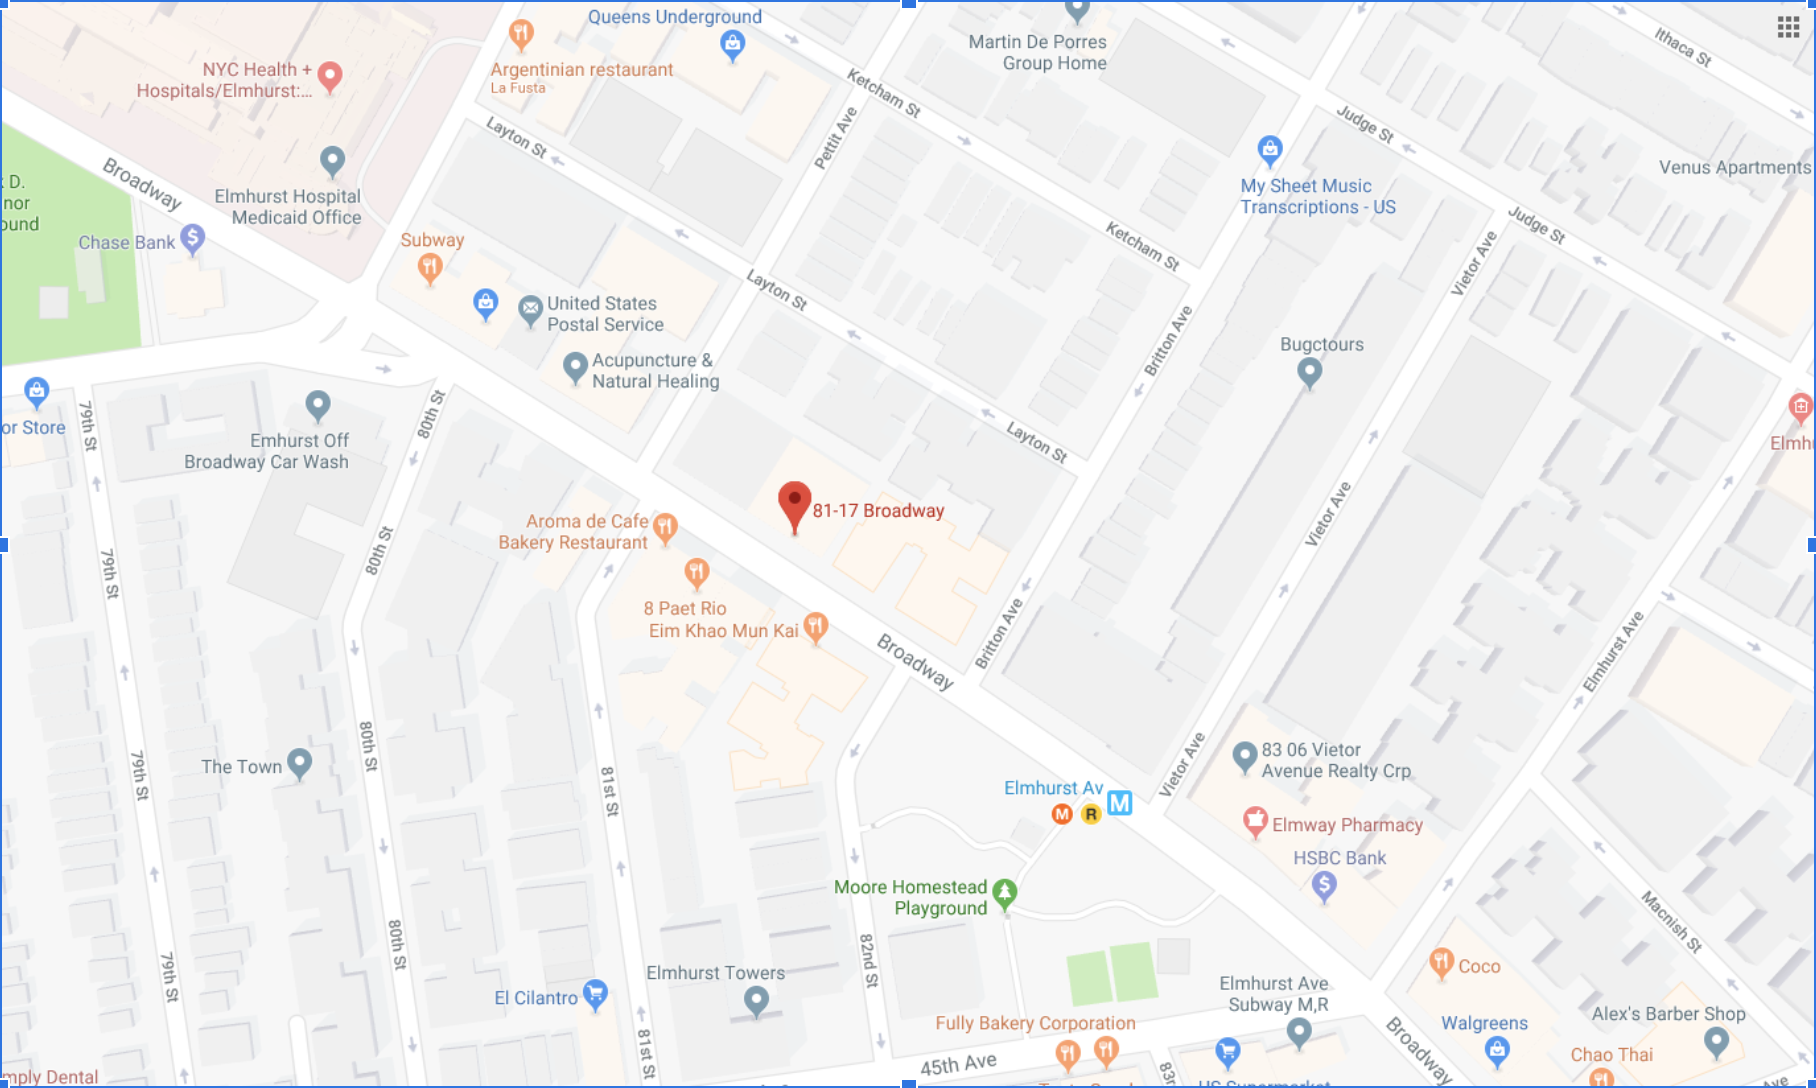 Queens Underground
Argentinian restaurant
La Fusta
NYC Health +
Hospitals/Elmhurst:...
Martin De Porres
Group Home
Ithaca St
Ketcham St
Judge St
Layton St
Pettit Ave
Broadway
Elmhurst Hospital
Medicaid Office
My Sheet Music
Transcriptions - US
Venus Apartments
k D.
nor
ound
Chase Bank
Subway
Ketcham St
Judge St
Vietor Ave
United States
Postal Service
Layton St
Britton Ave
Bugctours
Acupuncture &
Natural Healing
or Store
79th St
80th St
Emhurst Off
Broadway Car Wash
Layton St
Elmh
81-17 Broadway
Vietor Ave
Aroma de Cafe
Bakery Restaurant
80th St
79th St
8 Paet Rio
Eim Khao Mun Kai
Broadway
Britton Ave
Elmhurst Ave
80th St
The Town
79th St
81st St
Vietor Ave
83 06 Vietor
Avenue Realty Crp
Elmhurst Av
M
M
R
Elmway Pharmacy
HSBC Bank
Moore Homestead
Playground
Macnish St
80th St
79th St
82nd St
Elmhurst Towers
El Cilantro
Coco
Elmhurst Ave
Subway M,R
Alex's Barber Shop
Walgreens
Fully Bakery Corporation
Broadway
Chao Thai
81st St
45th Ave
83r
mply Dental
US Supermarket
Ave